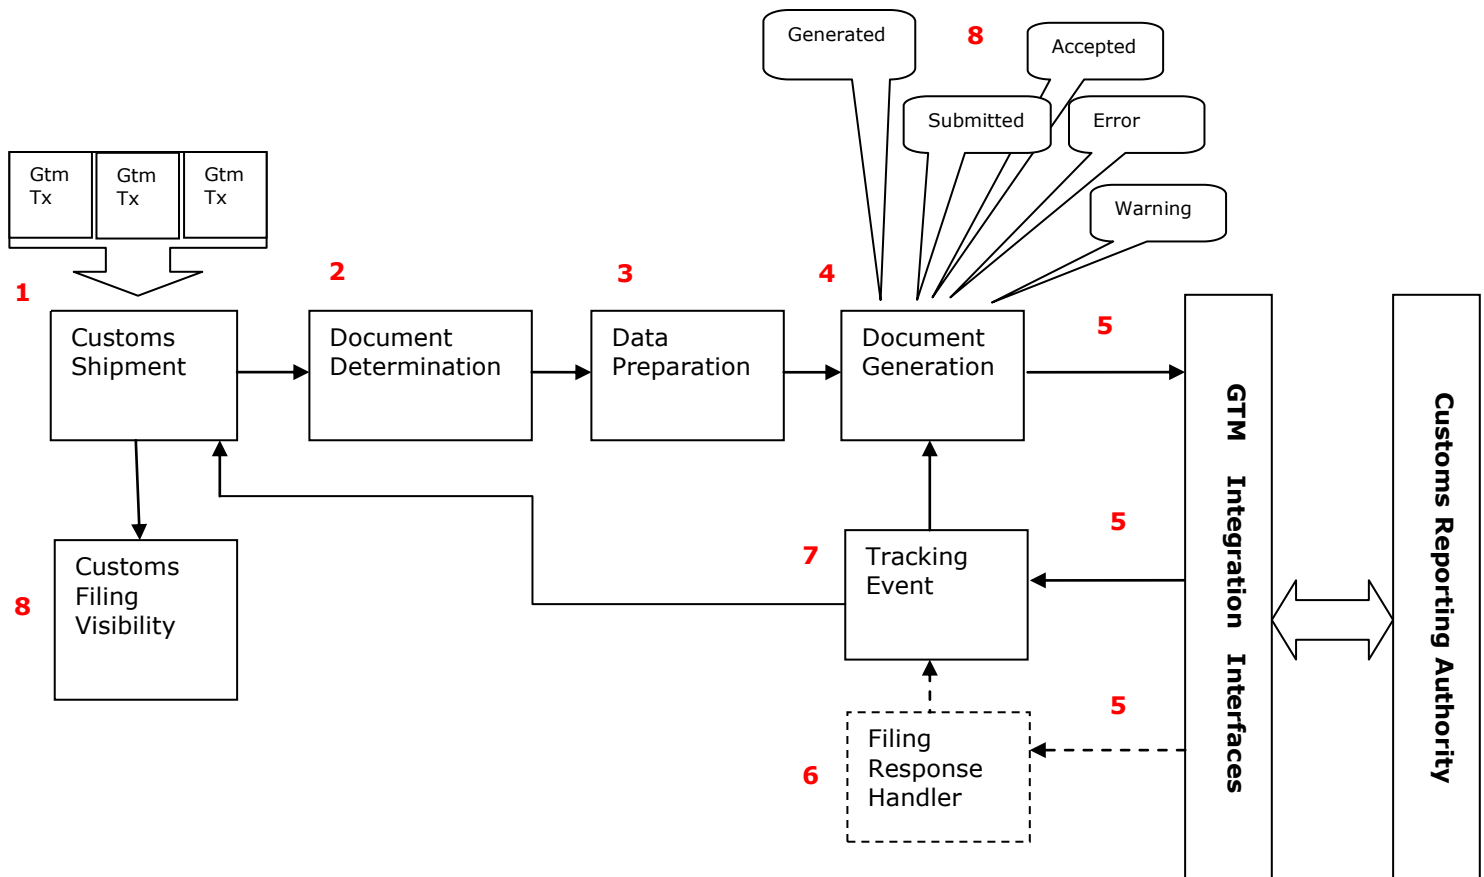 Generated
8
Accepted
Submitted
Error
Warning
Gtm
Tx
Gtm
Tx
Gtm
Tx
1
2
3
4
5
Customs
Shipment
Document
Determination
Data
Preparation
Document
Generation
GTM Integration Interfaces
Customs Reporting Authority
5
7
Tracking
Event
8
Customs
Filing
Visibility
5
6
Filing
Response
Handler